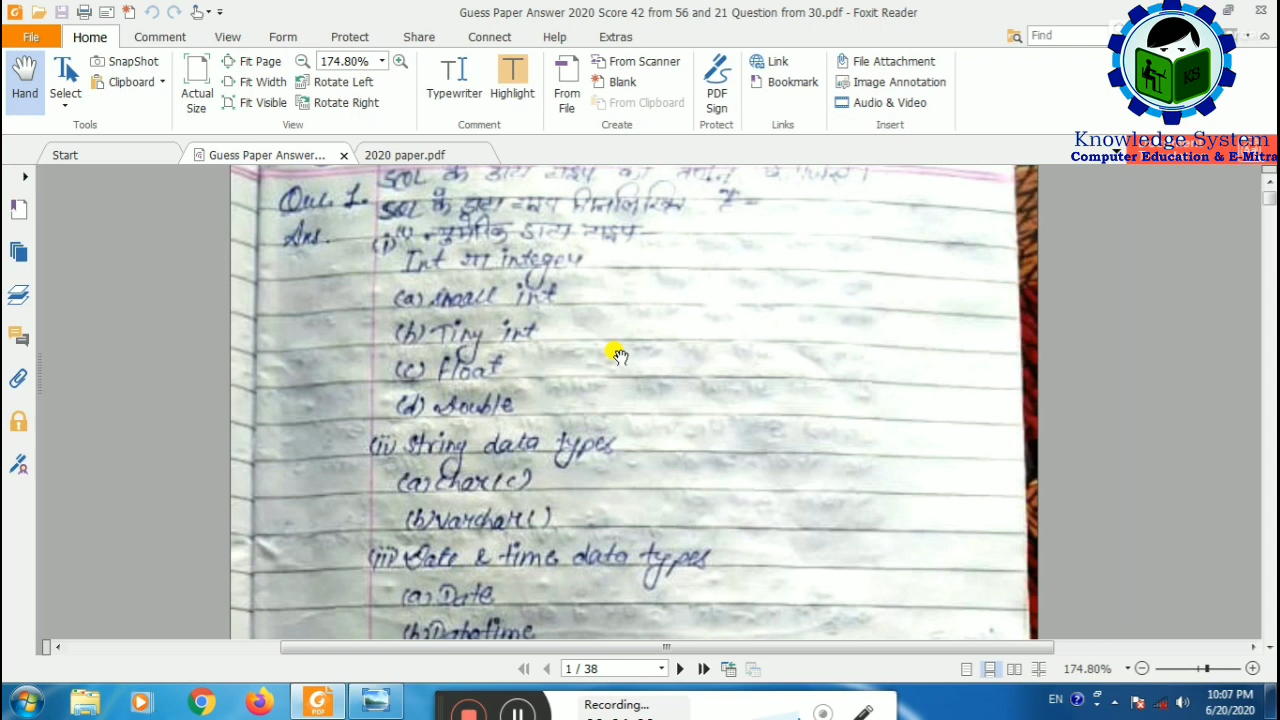 Guess Paper Answer 2020 Score 42 from 56 and 21 Question from 30.pdf - Foxit Reader
File Home Comment View Form Protect Share Connect Help Extras
Find
Hand
Select
SnapShot
Clipboard
Tools
Actual Size
Fit Page
Fit Width
Fit Visible
174.80%
Rotate Left
Rotate Right
View
Typewriter
Highlight
Comment
From File
From Scanner
Blank
From Clipboard
Create
PDF Sign
Protect
Link
Bookmark
Links
File Attachment
Image Annotation
Audio & Video
Insert
KS
Knowledge System
Computer Education & E-Mitra
Start
Guess Paper Answer...
2020 paper.pdf
Que 1. SQL के डाटा टाइप
SQL के डाटा टाइप निम्नलिखित है-
Ans. (i) न्यूमेरिक डाटा टाइप-
Int या integer
(a) small int
(b) Tiny int
(c) float
(d) Double
(ii) String data types
(a) char( )
(b) varchar( )
(iii) Date & time data types
(a) Date
(b) Datetime
1 / 38
174.80%
Recording...
EN
10:07 PM
6/20/2020